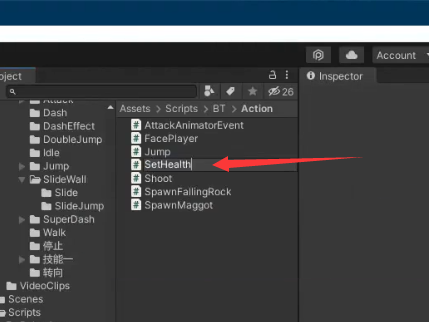 Account
oject
Inspector
26
Attack
Dash
DashEffect
DoubleJump
Idle
Jump
SlideWall
Slide
SlideJump
SuperDash
Walk
停止
技能一
转向
VideoClips
Scenes
Scripts
Assets > Scripts > BT > Action
AttackAnimatorEvent
FacePlayer
Jump
SetHealth
Shoot
SpawnFallingRock
SpawnMaggot